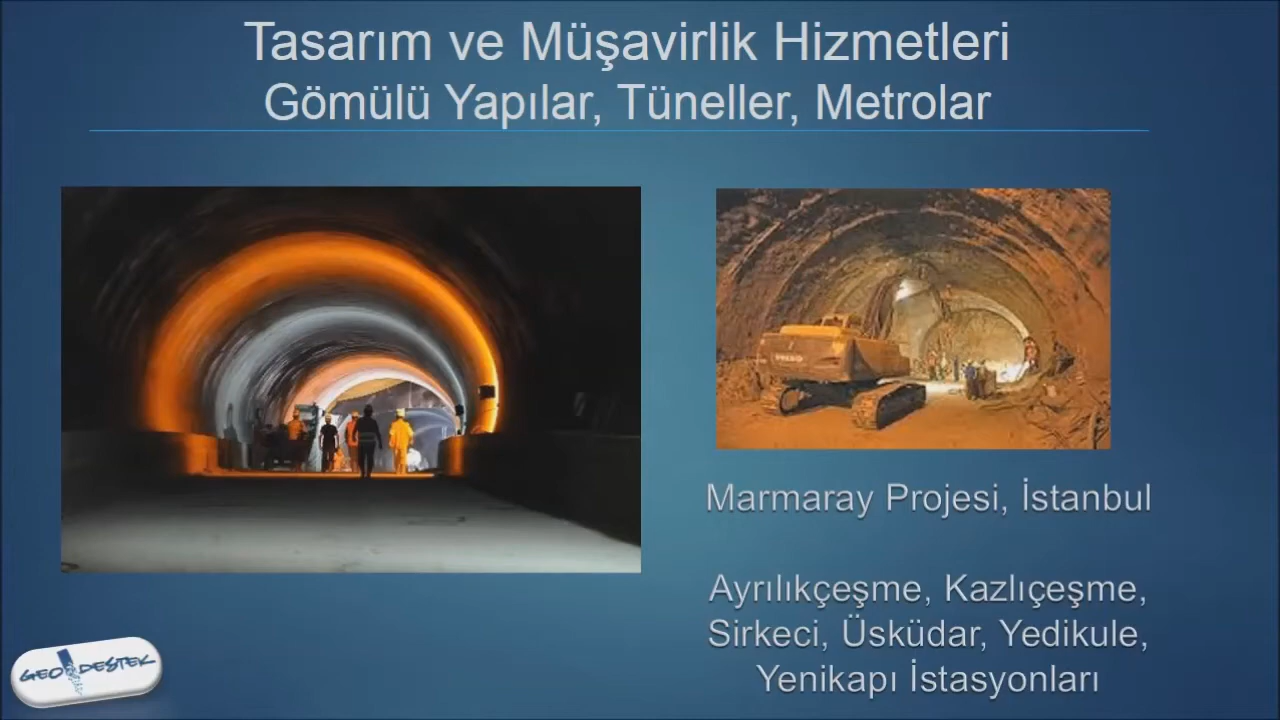 Tasarım ve Müşavirlik Hizmetleri
Gömülü Yapılar, Tüneller, Metrolar
VOLVO
Marmaray Projesi, İstanbul
Ayrılıkçeşme, Kazlıçeşme,
Sirkeci, Üsküdar, Yedikule,
Yenikapı İstasyonları
GEO DESTEK